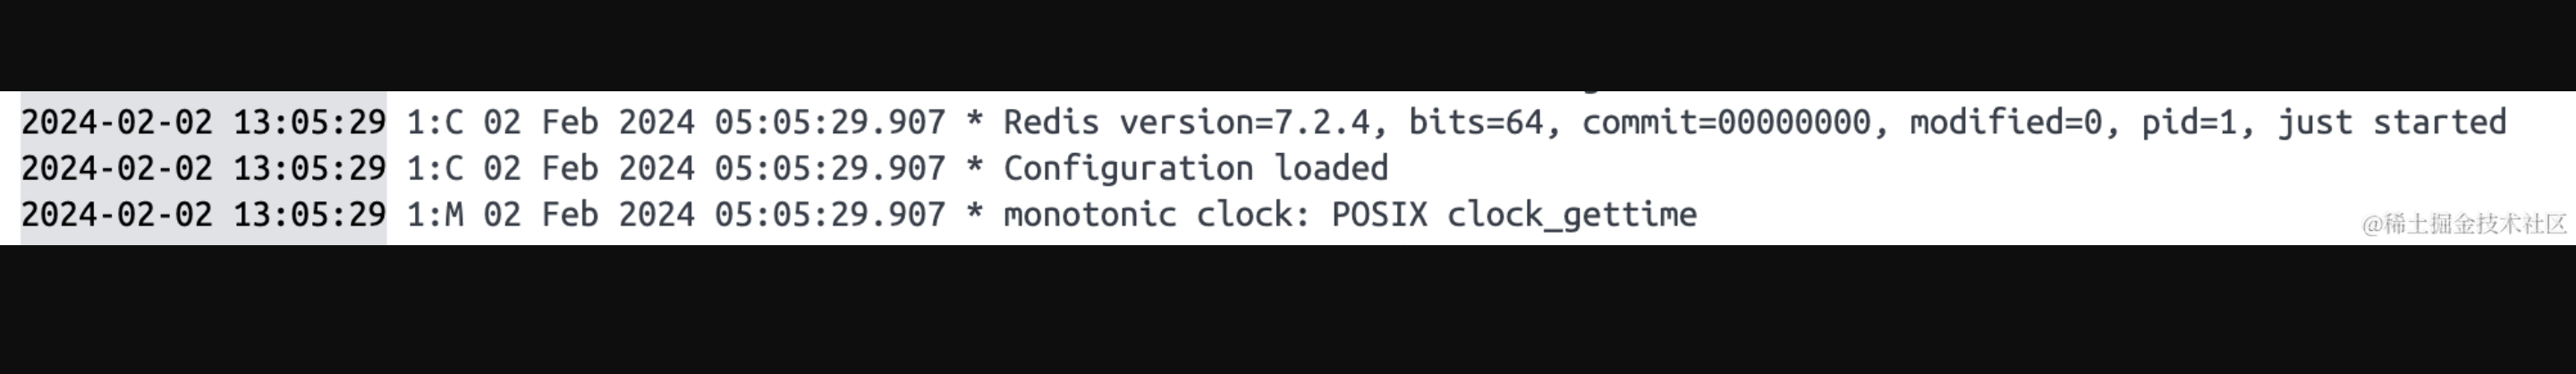 2024-02-02 13:05:29 1:C 02 Feb 2024 05:05:29.907 * Redis version=7.2.4, bits=64, commit=00000000, modified=0, pid=1, just started
2024-02-02 13:05:29 1:C 02 Feb 2024 05:05:29.907 * Configuration loaded
2024-02-02 13:05:29 1:M 02 Feb 2024 05:05:29.907 * monotonic clock: POSIX clock_gettime
@稀土掘金技术社区